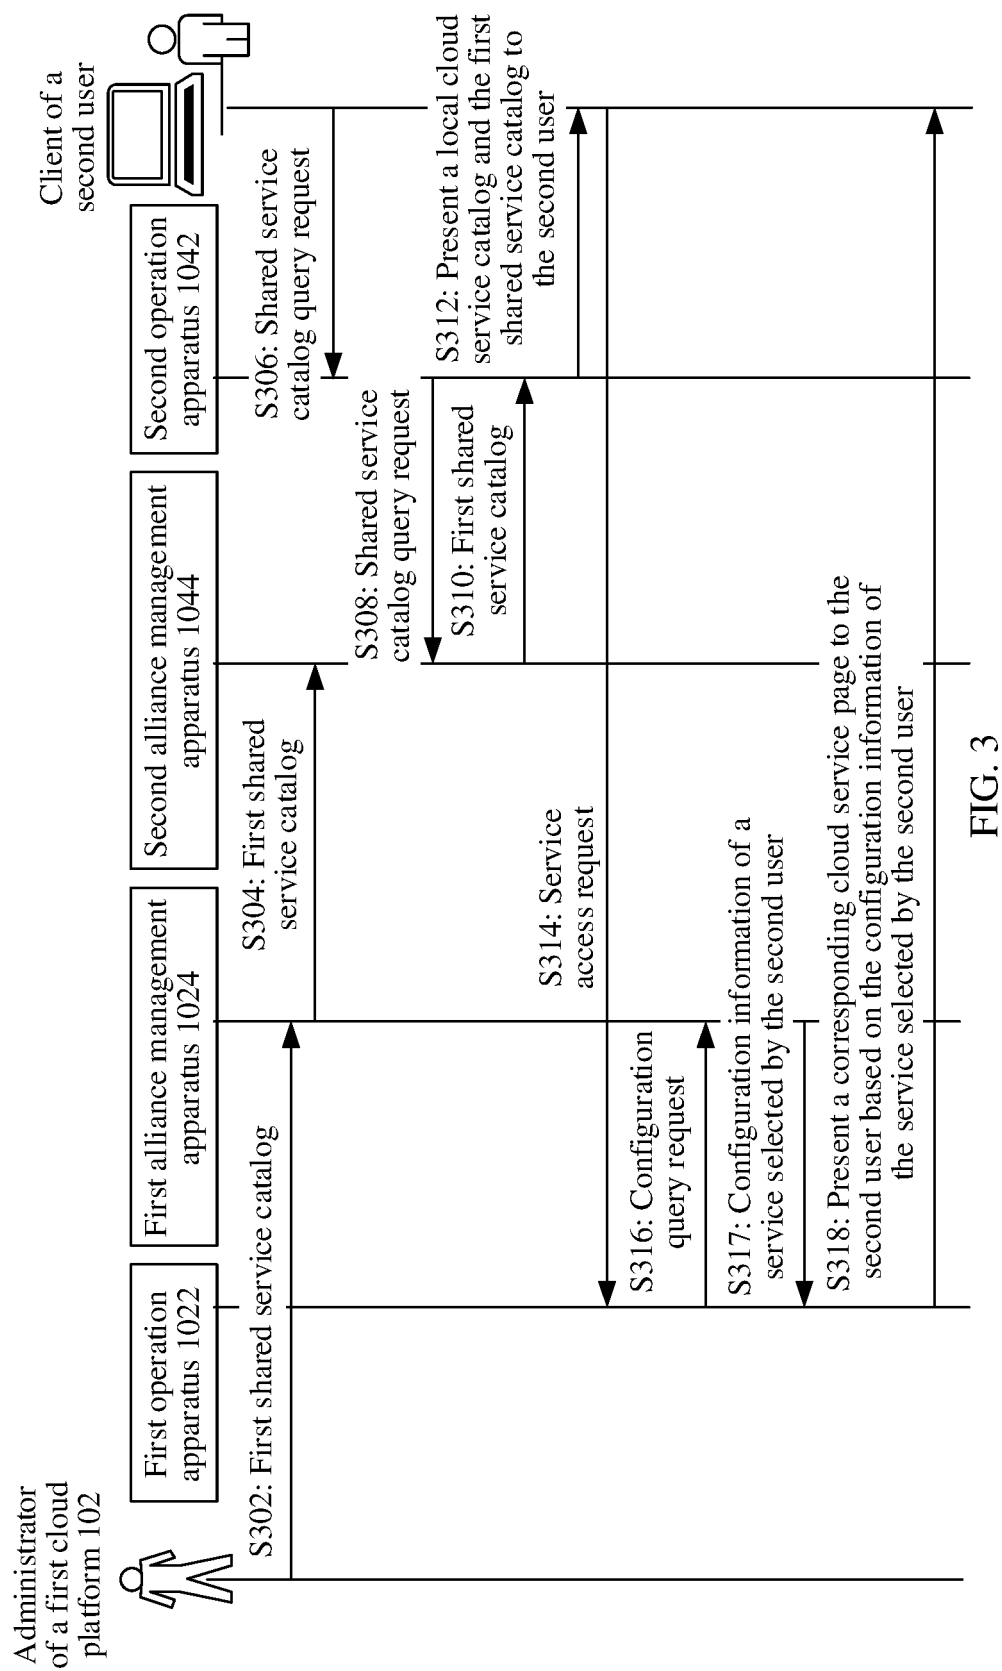 Administrator
of a first cloud
platform 102
First operation
apparatus 1022
First alliance management
apparatus 1024
Second alliance management
apparatus 1044
Second operation
apparatus 1042
Client of a
second user
S302: First shared service catalog
S304: First shared
service catalog
S306: Shared service
catalog query request
S308: Shared service
catalog query request
S310: First shared
service catalog
S312: Present a local cloud
service catalog and the first
shared service catalog to
the second user
S314: Service
access request
S316: Configuration
query request
S317: Configuration information of a
service selected by the second user
S318: Present a corresponding cloud service page to the
second user based on the configuration information of
the service selected by the second user
FIG. 3